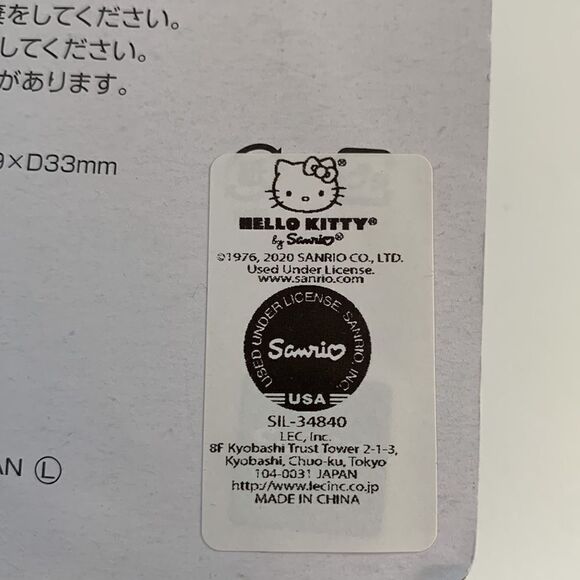 をしてください。
してください。
があります。
9×D33mm
HELLO KITTY®
by Sanrio®
©1976, 2020 SANRIO CO., LTD.
Used Under License.
www.sanrio.com
USED UNDER LICENSE. SANRIO, INC.
Sanrio
USA
SIL-34840
LEC, Inc.
8F Kyobashi Trust Tower 2-1-3,
Kyobashi, Chuo-ku, Tokyo
104-0031 JAPAN
http://www.lecinc.co.jp
MADE IN CHINA
AN Ⓛ